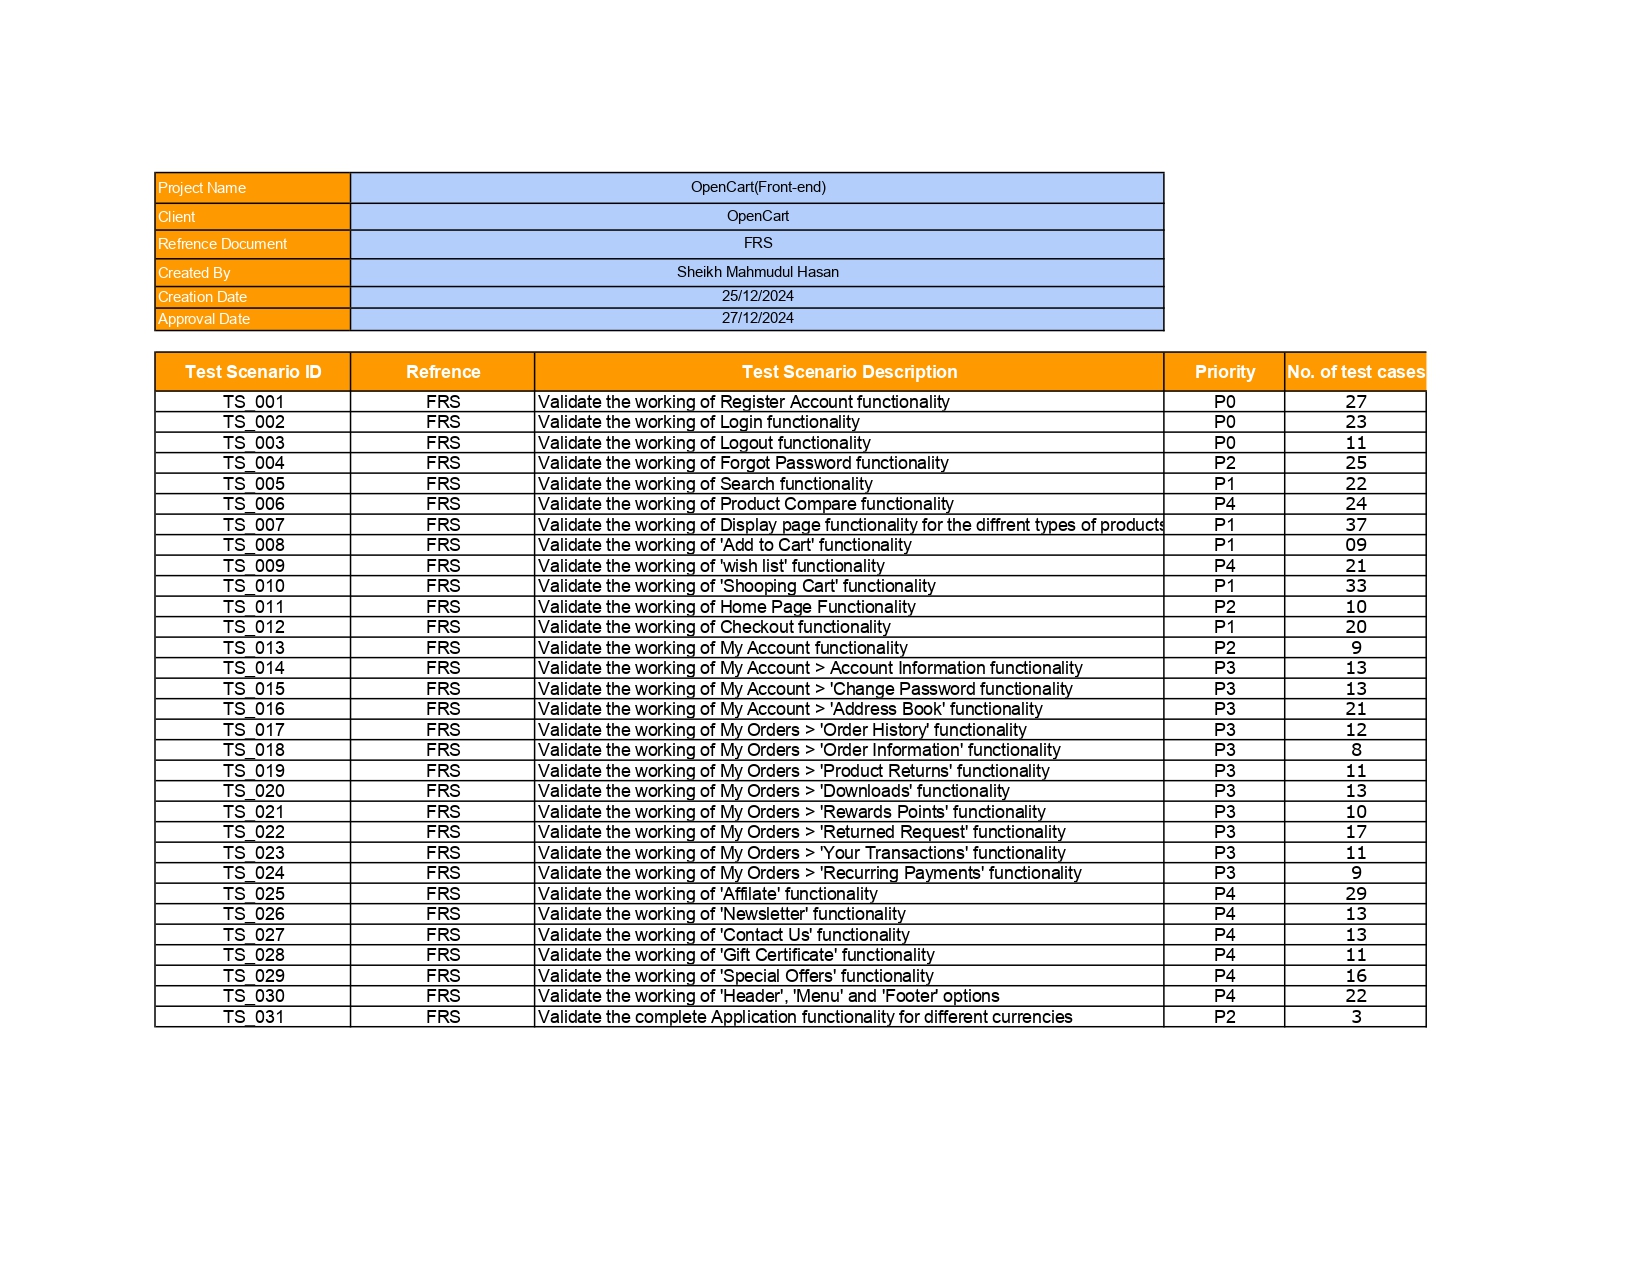 Project Name OpenCart(Front-end)
Client OpenCart
Refrence Document FRS
Created By Sheikh Mahmudul Hasan
Creation Date 25/12/2024
Approval Date 27/12/2024
Test Scenario ID Refrence Test Scenario Description Priority No. of test cases
TS_001 FRS Validate the working of Register Account functionality P0 27
TS_002 FRS Validate the working of Login functionality P0 23
TS_003 FRS Validate the working of Logout functionality P0 11
TS_004 FRS Validate the working of Forgot Password functionality P2 25
TS_005 FRS Validate the working of Search functionality P1 22
TS_006 FRS Validate the working of Product Compare functionality P4 24
TS_007 FRS Validate the working of Display page functionality for the diffrent types of products P1 37
TS_008 FRS Validate the working of 'Add to Cart' functionality P1 09
TS_009 FRS Validate the working of 'wish list' functionality P4 21
TS_010 FRS Validate the working of 'Shooping Cart' functionality P1 33
TS_011 FRS Validate the working of Home Page Functionality P2 10
TS_012 FRS Validate the working of Checkout functionality P1 20
TS_013 FRS Validate the working of My Account functionality P2 9
TS_014 FRS Validate the working of My Account > Account Information functionality P3 13
TS_015 FRS Validate the working of My Account > 'Change Password functionality P3 13
TS_016 FRS Validate the working of My Account > 'Address Book' functionality P3 21
TS_017 FRS Validate the working of My Orders > 'Order History' functionality P3 12
TS_018 FRS Validate the working of My Orders > 'Order Information' functionality P3 8
TS_019 FRS Validate the working of My Orders > 'Product Returns' functionality P3 11
TS_020 FRS Validate the working of My Orders > 'Downloads' functionality P3 13
TS_021 FRS Validate the working of My Orders > 'Rewards Points' functionality P3 10
TS_022 FRS Validate the working of My Orders > 'Returned Request' functionality P3 17
TS_023 FRS Validate the working of My Orders > 'Your Transactions' functionality P3 11
TS_024 FRS Validate the working of My Orders > 'Recurring Payments' functionality P3 9
TS_025 FRS Validate the working of 'Affilate' functionality P4 29
TS_026 FRS Validate the working of 'Newsletter' functionality P4 13
TS_027 FRS Validate the working of 'Contact Us' functionality P4 13
TS_028 FRS Validate the working of 'Gift Certificate' functionality P4 11
TS_029 FRS Validate the working of 'Special Offers' functionality P4 16
TS_030 FRS Validate the working of 'Header', 'Menu' and 'Footer' options P4 22
TS_031 FRS Validate the complete Application functionality for different currencies P2 3